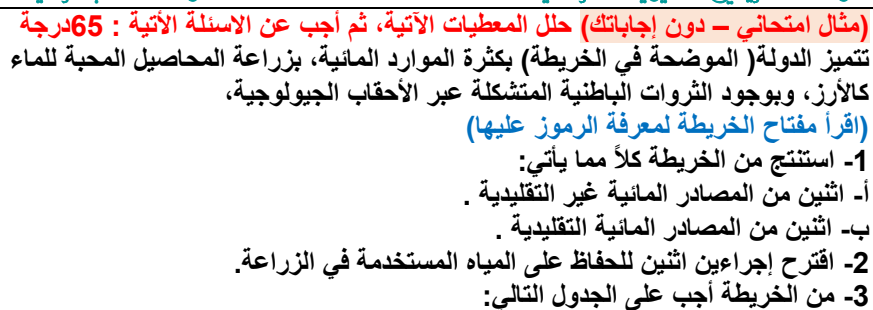 (مثال امتحاني – دون إجاباتك) حلل المعطيات الآتية، ثم أجب عن الاسئلة الأتية : 65درجة
تتميز الدولة( الموضحة في الخريطة) بكثرة الموارد المائية، بزراعة المحاصيل المحبة للماء
كالأرز، وبوجود الثروات الباطنية المتشكلة عبر الأحقاب الجيولوجية،
(اقرأ مفتاح الخريطة لمعرفة الرموز عليها)
1- استنتج من الخريطة كلاً مما يأتي:
أ- اثنين من المصادر المائية غير التقليدية .
ب- اثنين من المصادر المائية التقليدية .
2- اقترح إجراءين اثنين للحفاظ على المياه المستخدمة في الزراعة.
3- من الخريطة أجب على الجدول التالي: